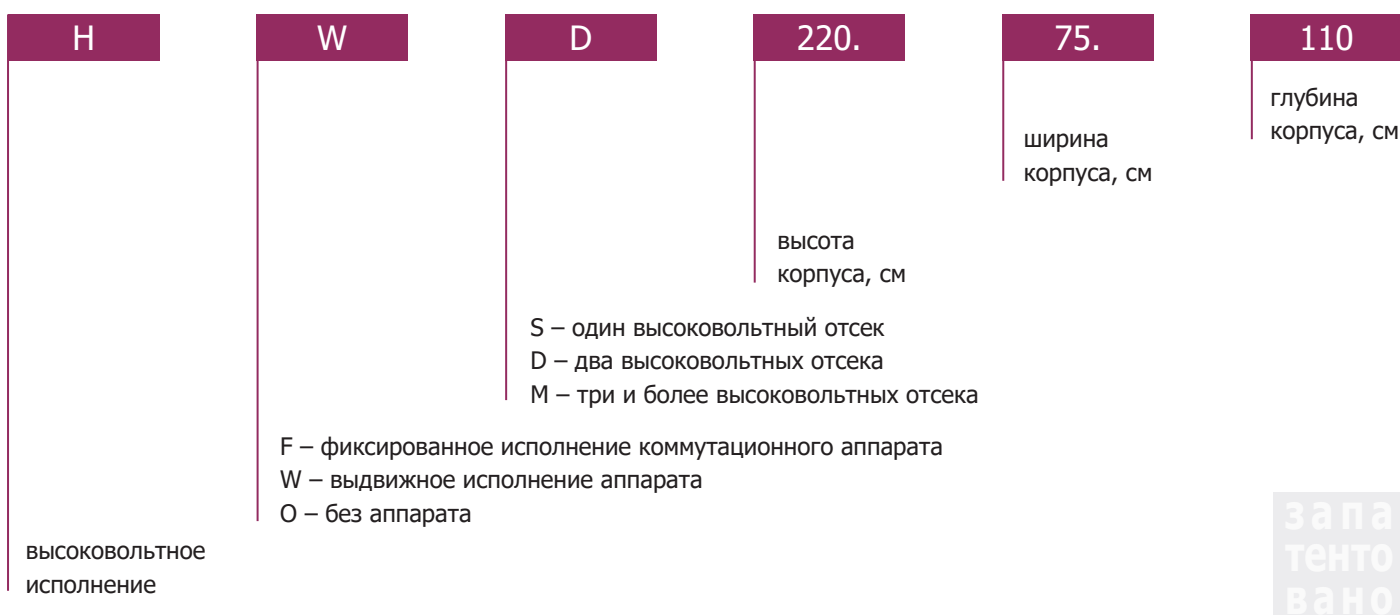 H W D 220. 75. 110
глубина
корпуса, см
ширина
корпуса, см
высота
корпуса, см
S – один высоковольтный отсек
D – два высоковольтных отсека
M – три и более высоковольтных отсека
F – фиксированное исполнение коммутационного аппарата
W – выдвижное исполнение аппарата
O – без аппарата
высоковольтное
исполнение
запа
тенто
вано